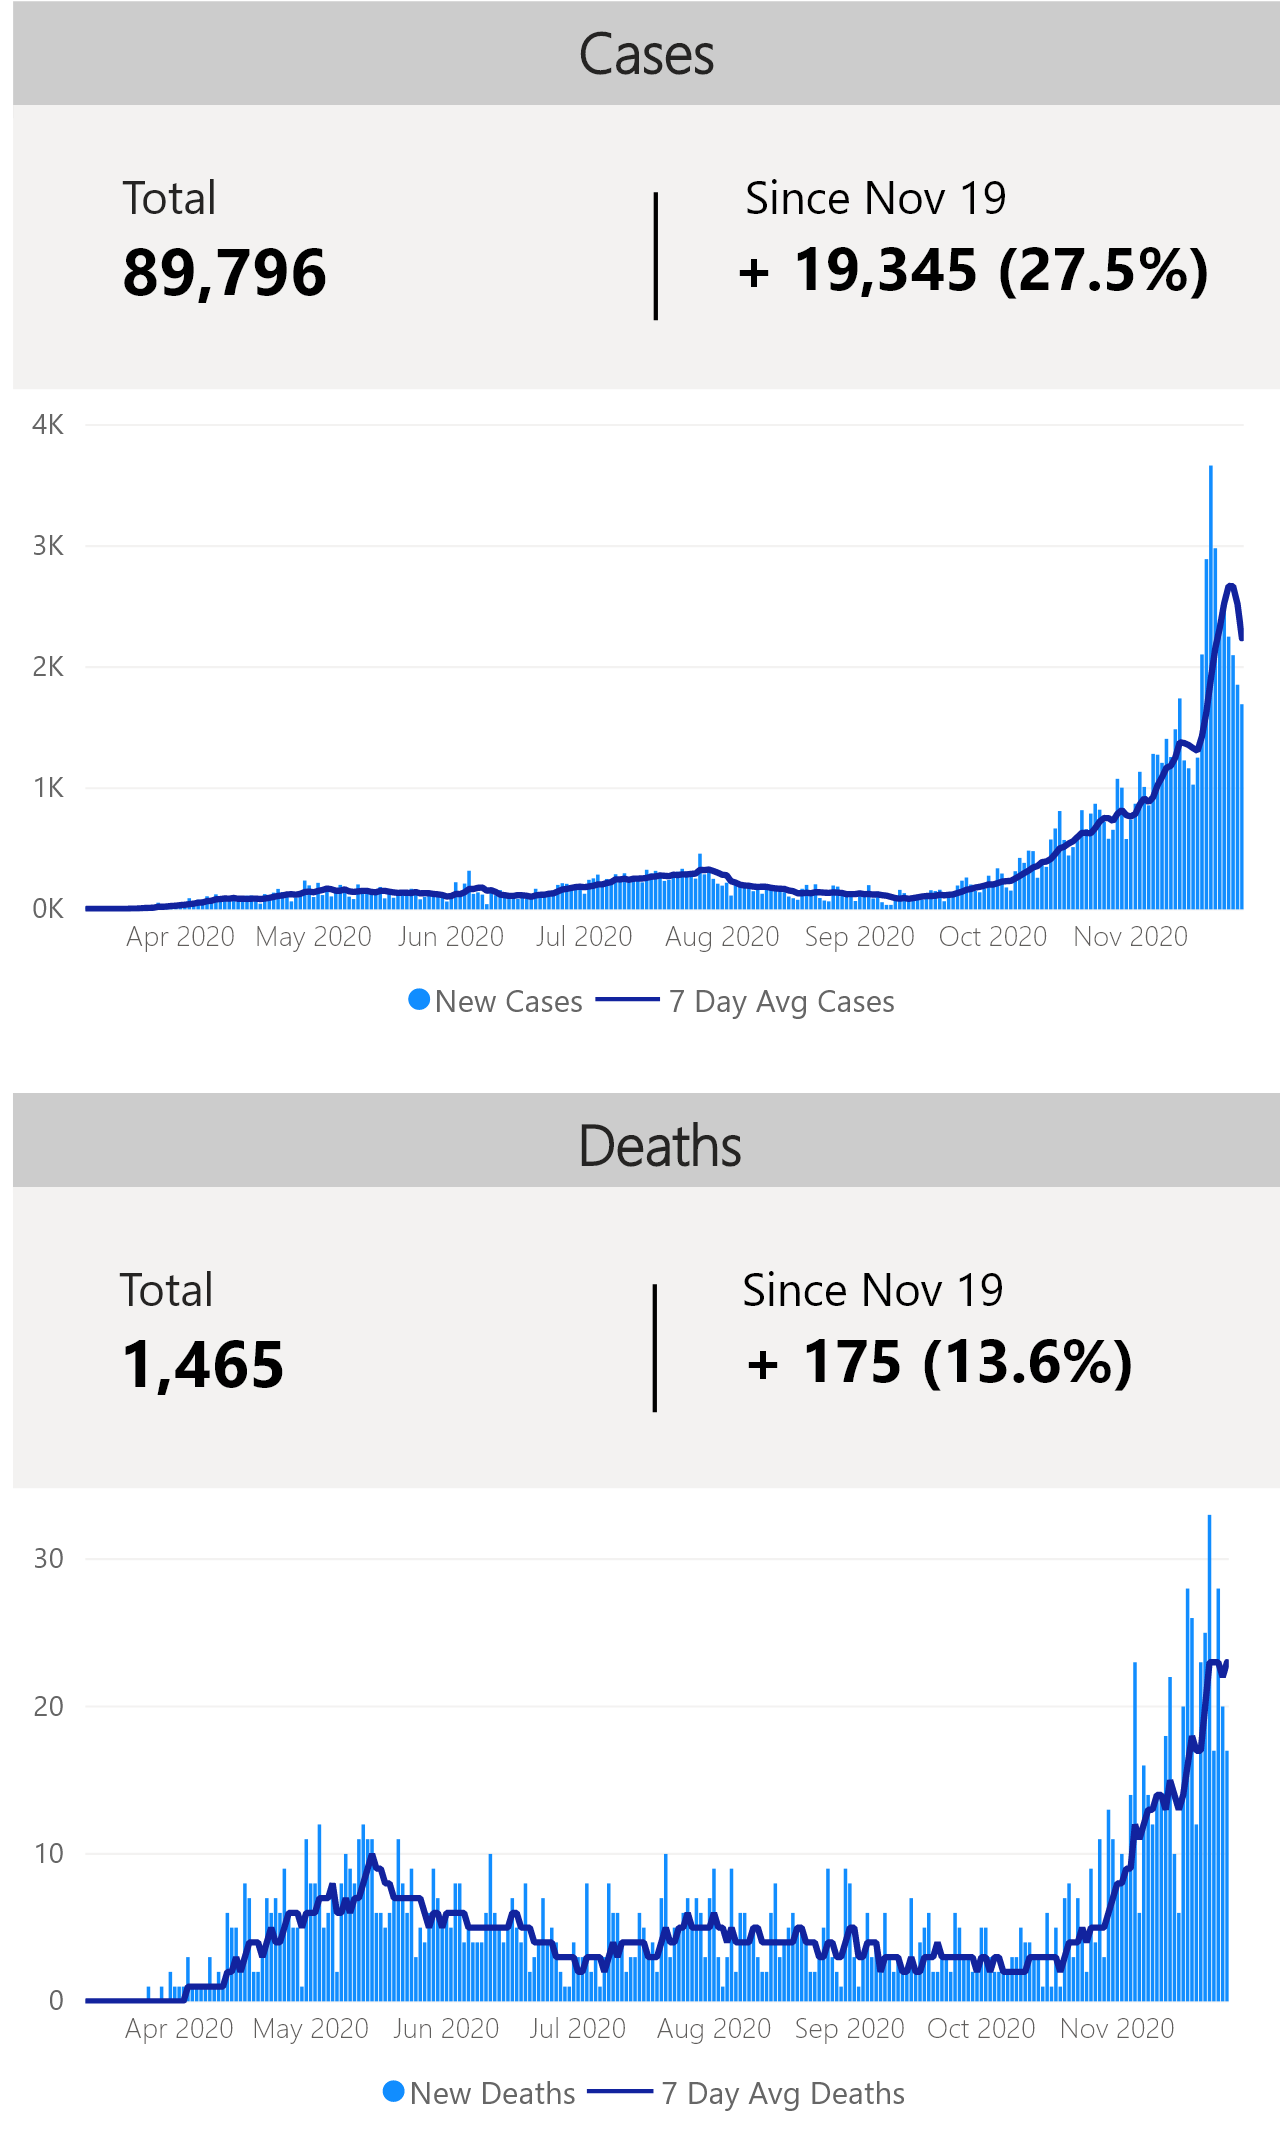 Cases
Total
Since Nov 19
89,796
+ 19,345 (27.5%)
4K
3K
2K
1K
0K
Apr 2020 May 2020 Jun 2020 Jul 2020 Aug 2020 Sep 2020 Oct 2020 Nov 2020
New Cases 7 Day Avg Cases
Deaths
Total
Since Nov 19
1,465
+ 175 (13.6%)
30
20
10
0
Apr 2020 May 2020 Jun 2020 Jul 2020 Aug 2020 Sep 2020 Oct 2020 Nov 2020
New Deaths 7 Day Avg Deaths